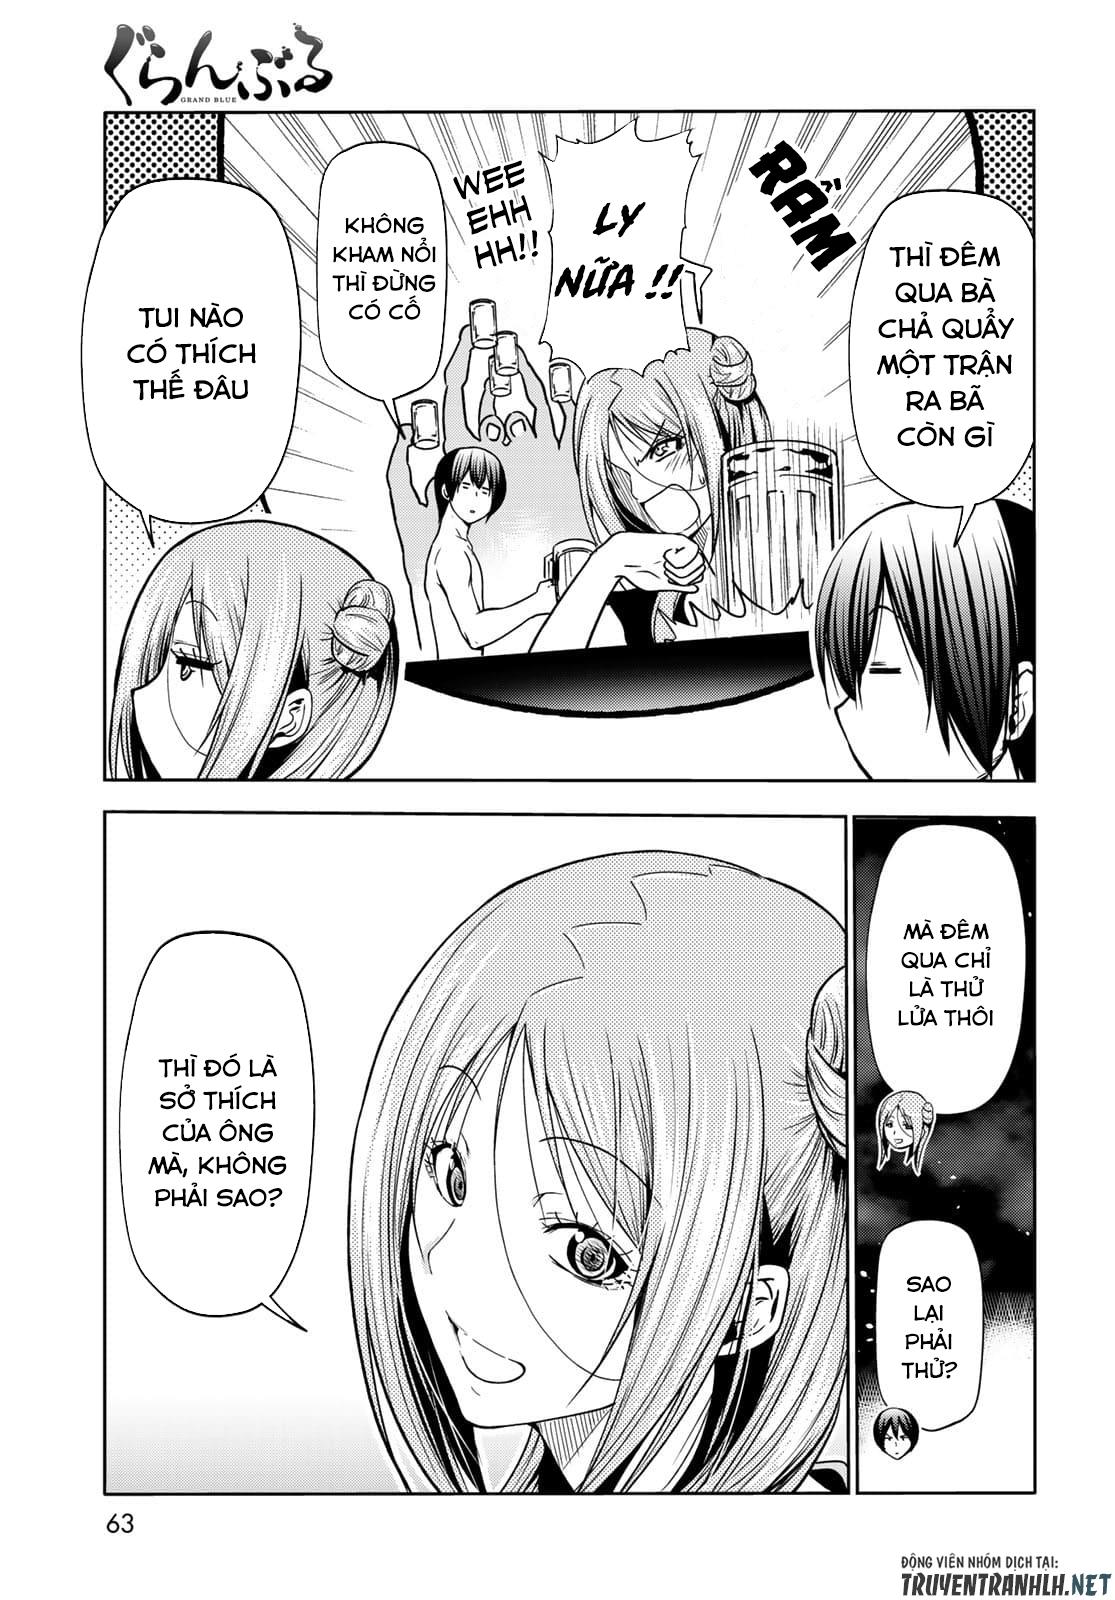 ぐらんぶる
GRAND BLUE
THÌ ĐÊM
QUA BÀ
CHẢ QUẨY
MỘT TRẬN
RA BÃ
CÒN GÌ
RẦM
LY
NỮA !!
WEE
EHH
HH!!
KHÔNG
KHAM NỔI
THÌ ĐỪNG
CÓ CỐ
TUI NÀO
CÓ THÍCH
THẾ ĐÂU
MÀ ĐÊM
QUA CHỈ
LÀ THỬ
LỬA THÔI
SAO
LẠI
PHẢI
THỬ?
THÌ ĐÓ LÀ
SỞ THÍCH
CỦA ÔNG
MÀ, KHÔNG
PHẢI SAO?
63
ĐỘNG VIÊN NHÓM DỊCH TẠI:
TRUYENTRANHLH.NET